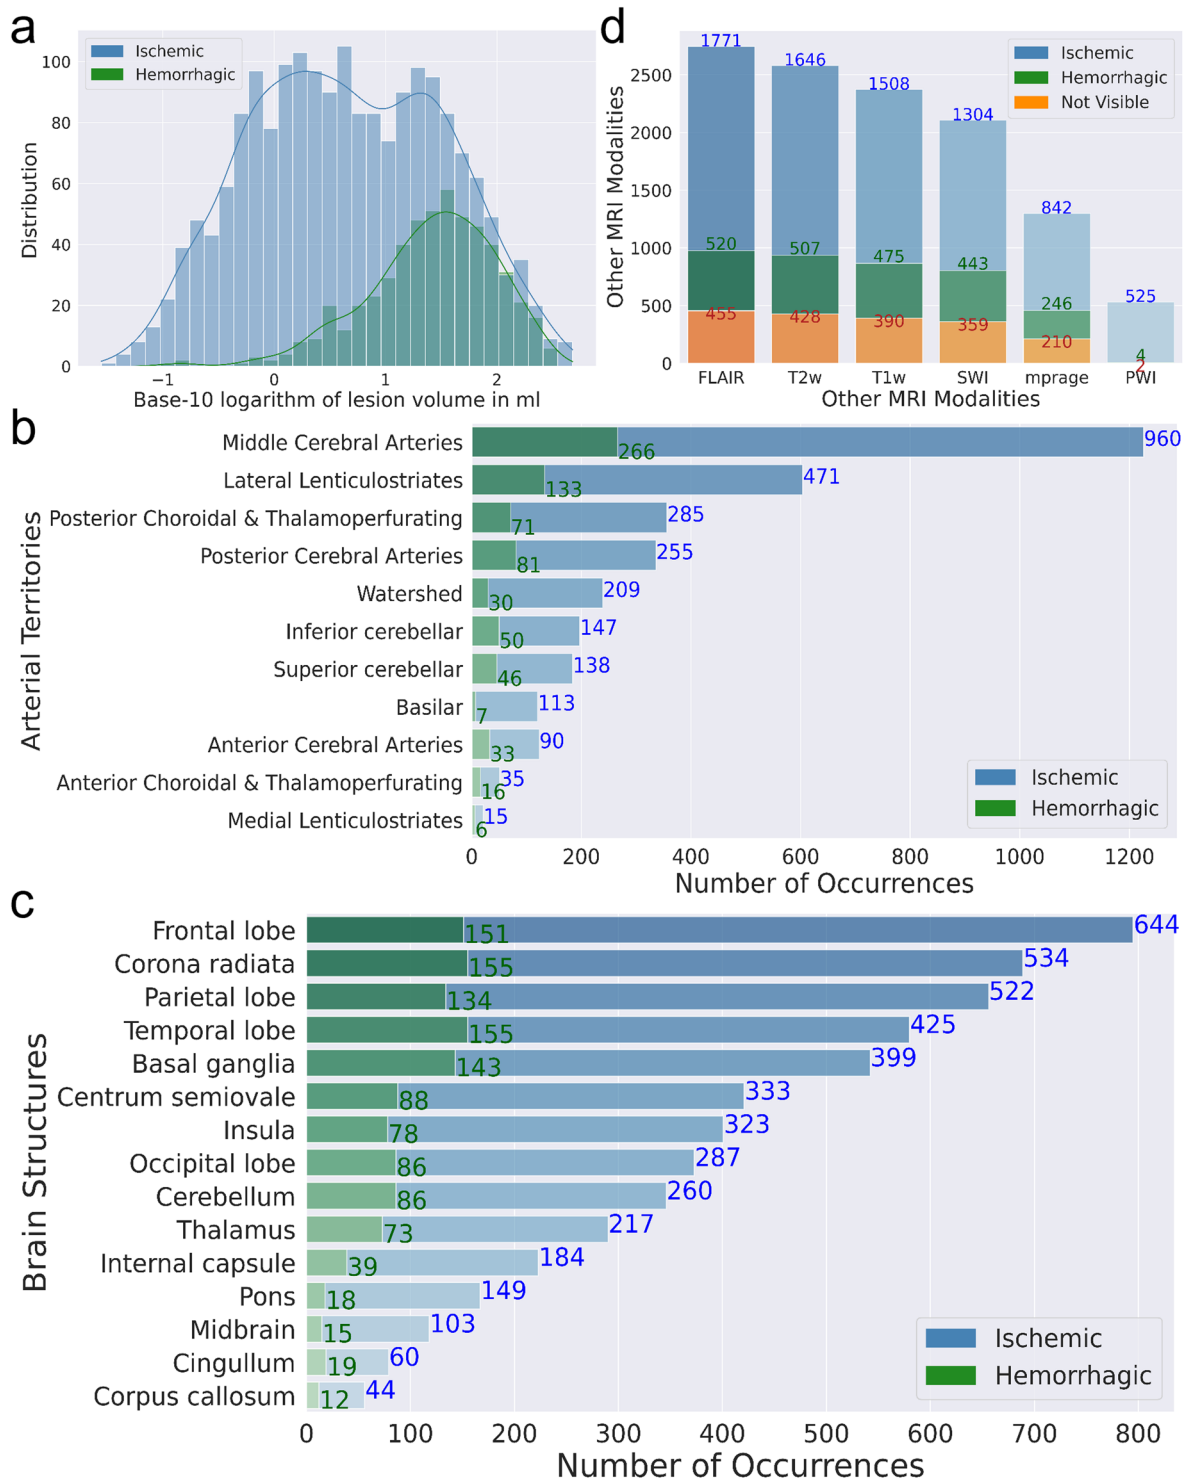 a
Ischemic
Hemorrhagic
Distribution
0
20
40
60
80
100
−1
0
1
2
Base-10 logarithm of lesion volume in ml
d
Ischemic
Hemorrhagic
Not Visible
Other MRI Modalities
0
500
1000
1500
2000
2500
1771
1646
1508
1304
842
525
520
507
475
443
246
4
455
428
390
359
210
2
FLAIR
T2w
T1w
SWI
mprage
PWI
Other MRI Modalities
b
Arterial Territories
Middle Cerebral Arteries 266 960
Lateral Lenticulostriates 133 471
Posterior Choroidal & Thalamoperfurating 71 285
Posterior Cerebral Arteries 81 255
Watershed 30 209
Inferior cerebellar 50 147
Superior cerebellar 46 138
Basilar 7 113
Anterior Cerebral Arteries 33 90
Anterior Choroidal & Thalamoperfurating 16 35
Medial Lenticulostriates 6 15
Ischemic
Hemorrhagic
0 200 400 600 800 1000 1200
Number of Occurrences
c
Brain Structures
Frontal lobe 151 644
Corona radiata 155 534
Parietal lobe 134 522
Temporal lobe 155 425
Basal ganglia 143 399
Centrum semiovale 88 333
Insula 78 323
Occipital lobe 86 287
Cerebellum 86 260
Thalamus 73 217
Internal capsule 39 184
Pons 18 149
Midbrain 15 103
Cingullum 19 60
Corpus callosum 12 44
Ischemic
Hemorrhagic
0 100 200 300 400 500 600 700 800
Number of Occurrences